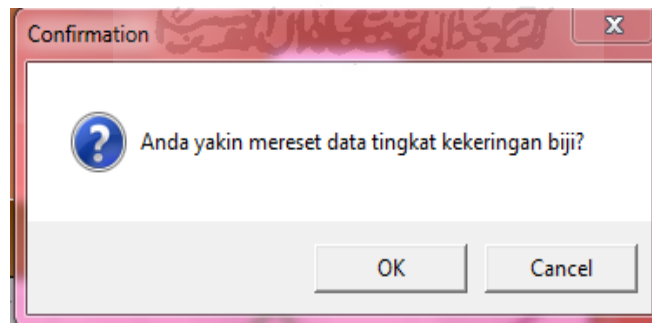 Confirmation
Anda yakin mereset data tingkat kekeringan biji?
OK
Cancel